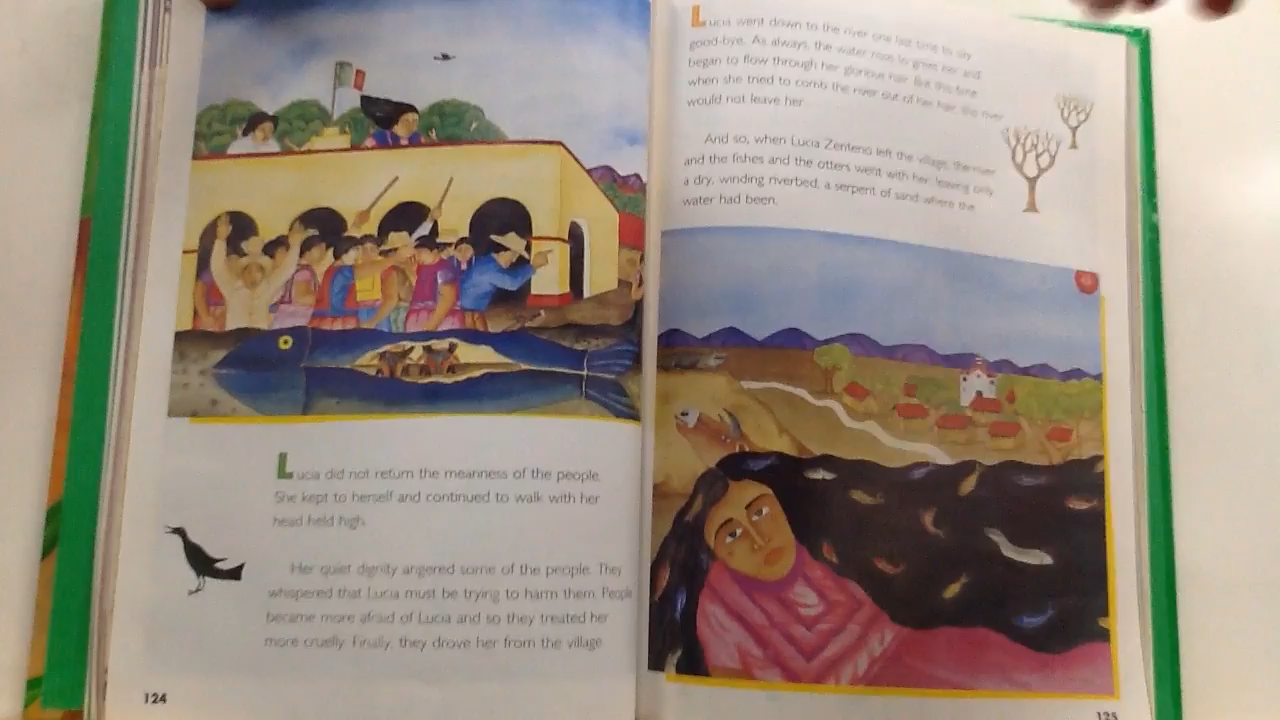 Lucia did not return the meanness of the people.
She kept to herself and continued to walk with her
head held high.
Her quiet dignity angered some of the people. They
whispered that Lucia must be trying to harm them. People
became more afraid of Lucia and so they treated her
more cruelly. Finally, they drove her from the village.
124
Lucia went down to the river one last time to say
good-bye. As always, the water rose to greet her and
began to flow through her glorious hair. But this time
when she tried to comb the river out of her hair, the river
would not leave her.
And so, when Lucia Zenteno left the village, the river
and the fishes and the otters went with her, leaving only
a dry, winding riverbed, a serpent of sand where the
water had been.
125